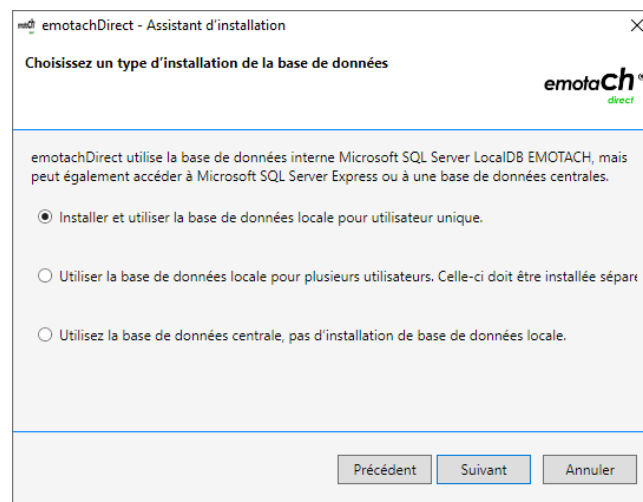 emotach direct
emotachDirect - Assistant d'installation
Choisissez un type d'installation de la base de données
emotach®
direct
emotachDirect utilise la base de données interne Microsoft SQL Server LocalDB EMOTACH, mais
peut également accéder à Microsoft SQL Server Express ou à une base de données centrales.
Installer et utiliser la base de données locale pour utilisateur unique.
Utiliser la base de données locale pour plusieurs utilisateurs. Celle-ci doit être installée sépare
Utilisez la base de données centrale, pas d'installation de base de données locale.
Précédent Suivant Annuler